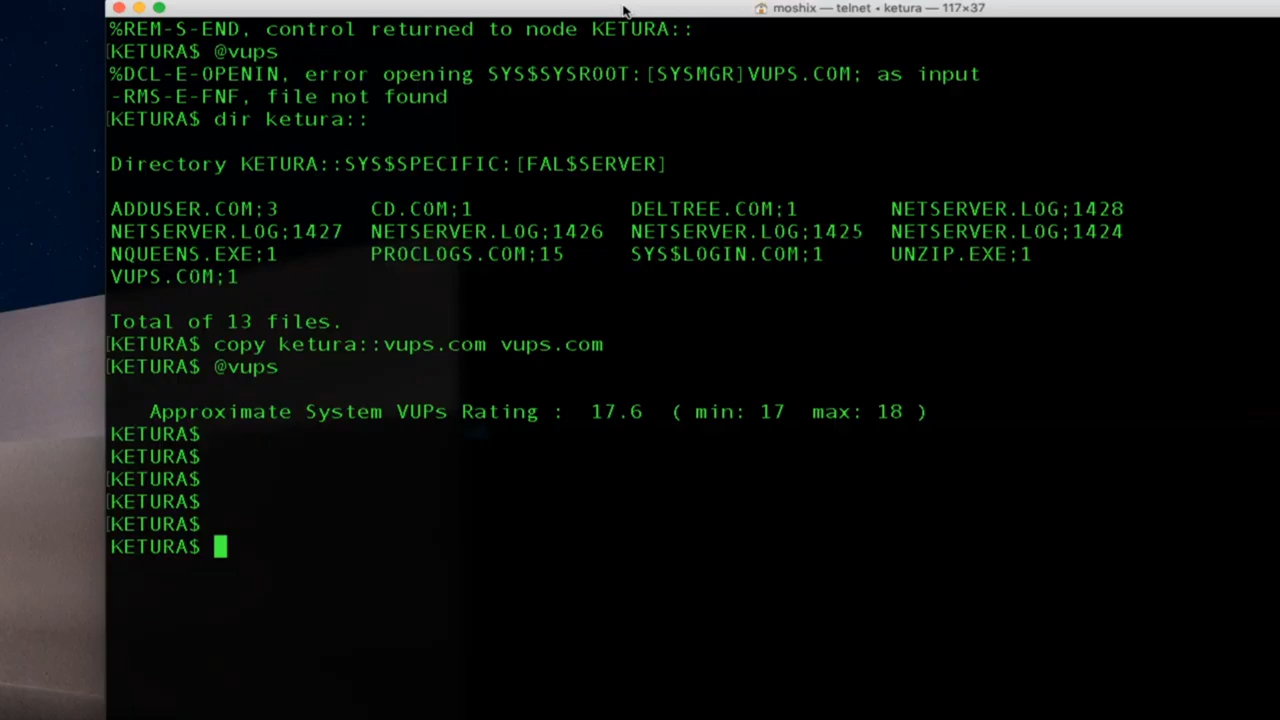 moshix — telnet • ketura — 117×37
%REM-S-END, control returned to node KETURA::
[KETURA$ @vups
%DCL-E-OPENIN, error opening SYS$SYSROOT:[SYSMGR]VUPS.COM; as input
-RMS-E-FNF, file not found
[KETURA$ dir ketura::
Directory KETURA::SYS$SPECIFIC:[FAL$SERVER]
ADDUSER.COM;3 CD.COM;1 DELTREE.COM;1 NETSERVER.LOG;1428
NETSERVER.LOG;1427 NETSERVER.LOG;1426 NETSERVER.LOG;1425 NETSERVER.LOG;1424
NQUEENS.EXE;1 PROCLOGS.COM;15 SYS$LOGIN.COM;1 UNZIP.EXE;1
VUPS.COM;1
Total of 13 files.
[KETURA$ copy ketura::vups.com vups.com
[KETURA$ @vups
Approximate System VUPs Rating : 17.6 ( min: 17 max: 18 )
KETURA$
KETURA$
[KETURA$
[KETURA$
[KETURA$
KETURA$